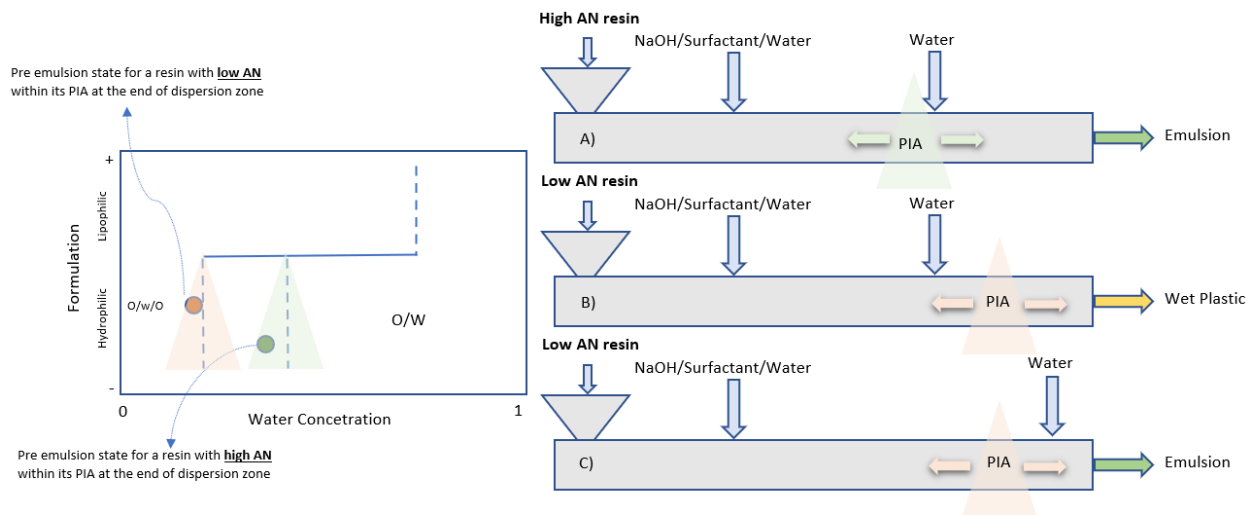 Pre emulsion state for a resin with low AN
within its PIA at the end of dispersion zone
+
Lipophilic
Formulation
Hydrophilic
-
O/w/O
O/W
0
Water Concetration
1
Pre emulsion state for a resin with high AN
within its PIA at the end of dispersion zone
High AN resin
NaOH/Surfactant/Water
Water
A)
PIA
Emulsion
Low AN resin
NaOH/Surfactant/Water
Water
B)
PIA
Wet Plastic
Low AN resin
NaOH/Surfactant/Water
Water
C)
PIA
Emulsion